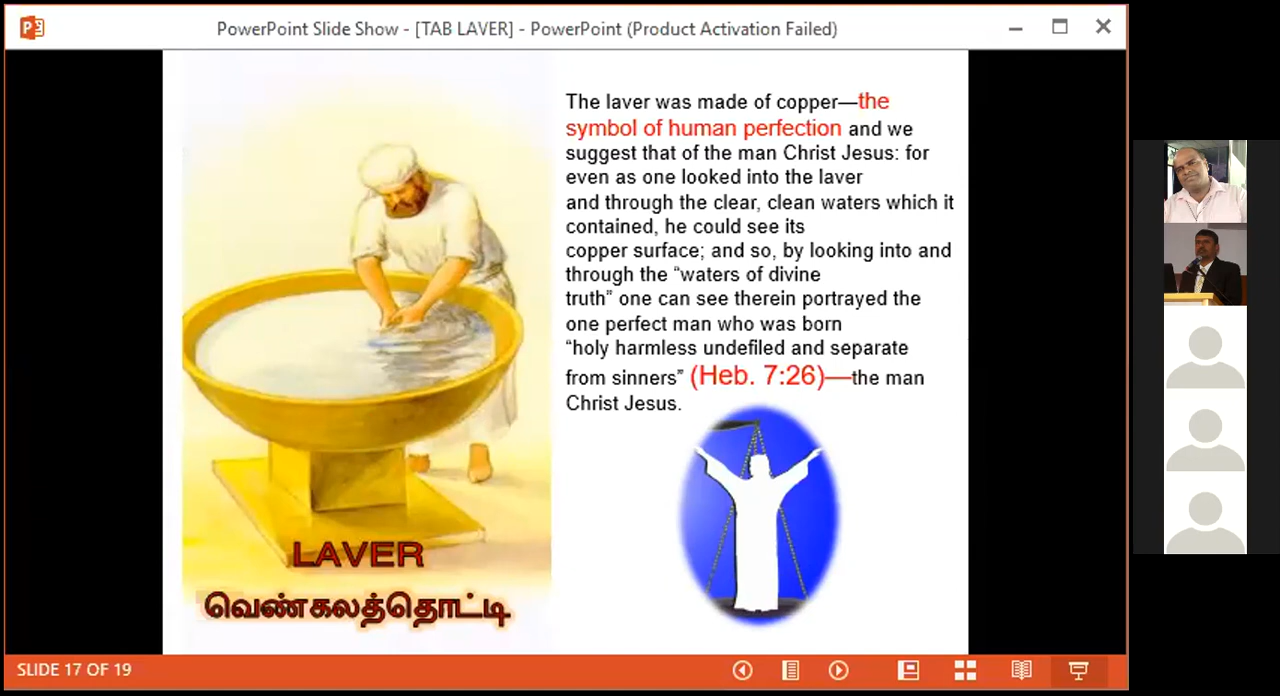 PowerPoint Slide Show - [TAB LAVER] - PowerPoint (Product Activation Failed)
The laver was made of copper—the
symbol of human perfection and we
suggest that of the man Christ Jesus: for
even as one looked into the laver
and through the clear, clean waters which it
contained, he could see its
copper surface; and so, by looking into and
through the “waters of divine
truth” one can see therein portrayed the
one perfect man who was born
“holy harmless undefiled and separate
from sinners” (Heb. 7:26)—the man
Christ Jesus.
LAVER
வெண்கலத்தொட்டி
SLIDE 17 OF 19